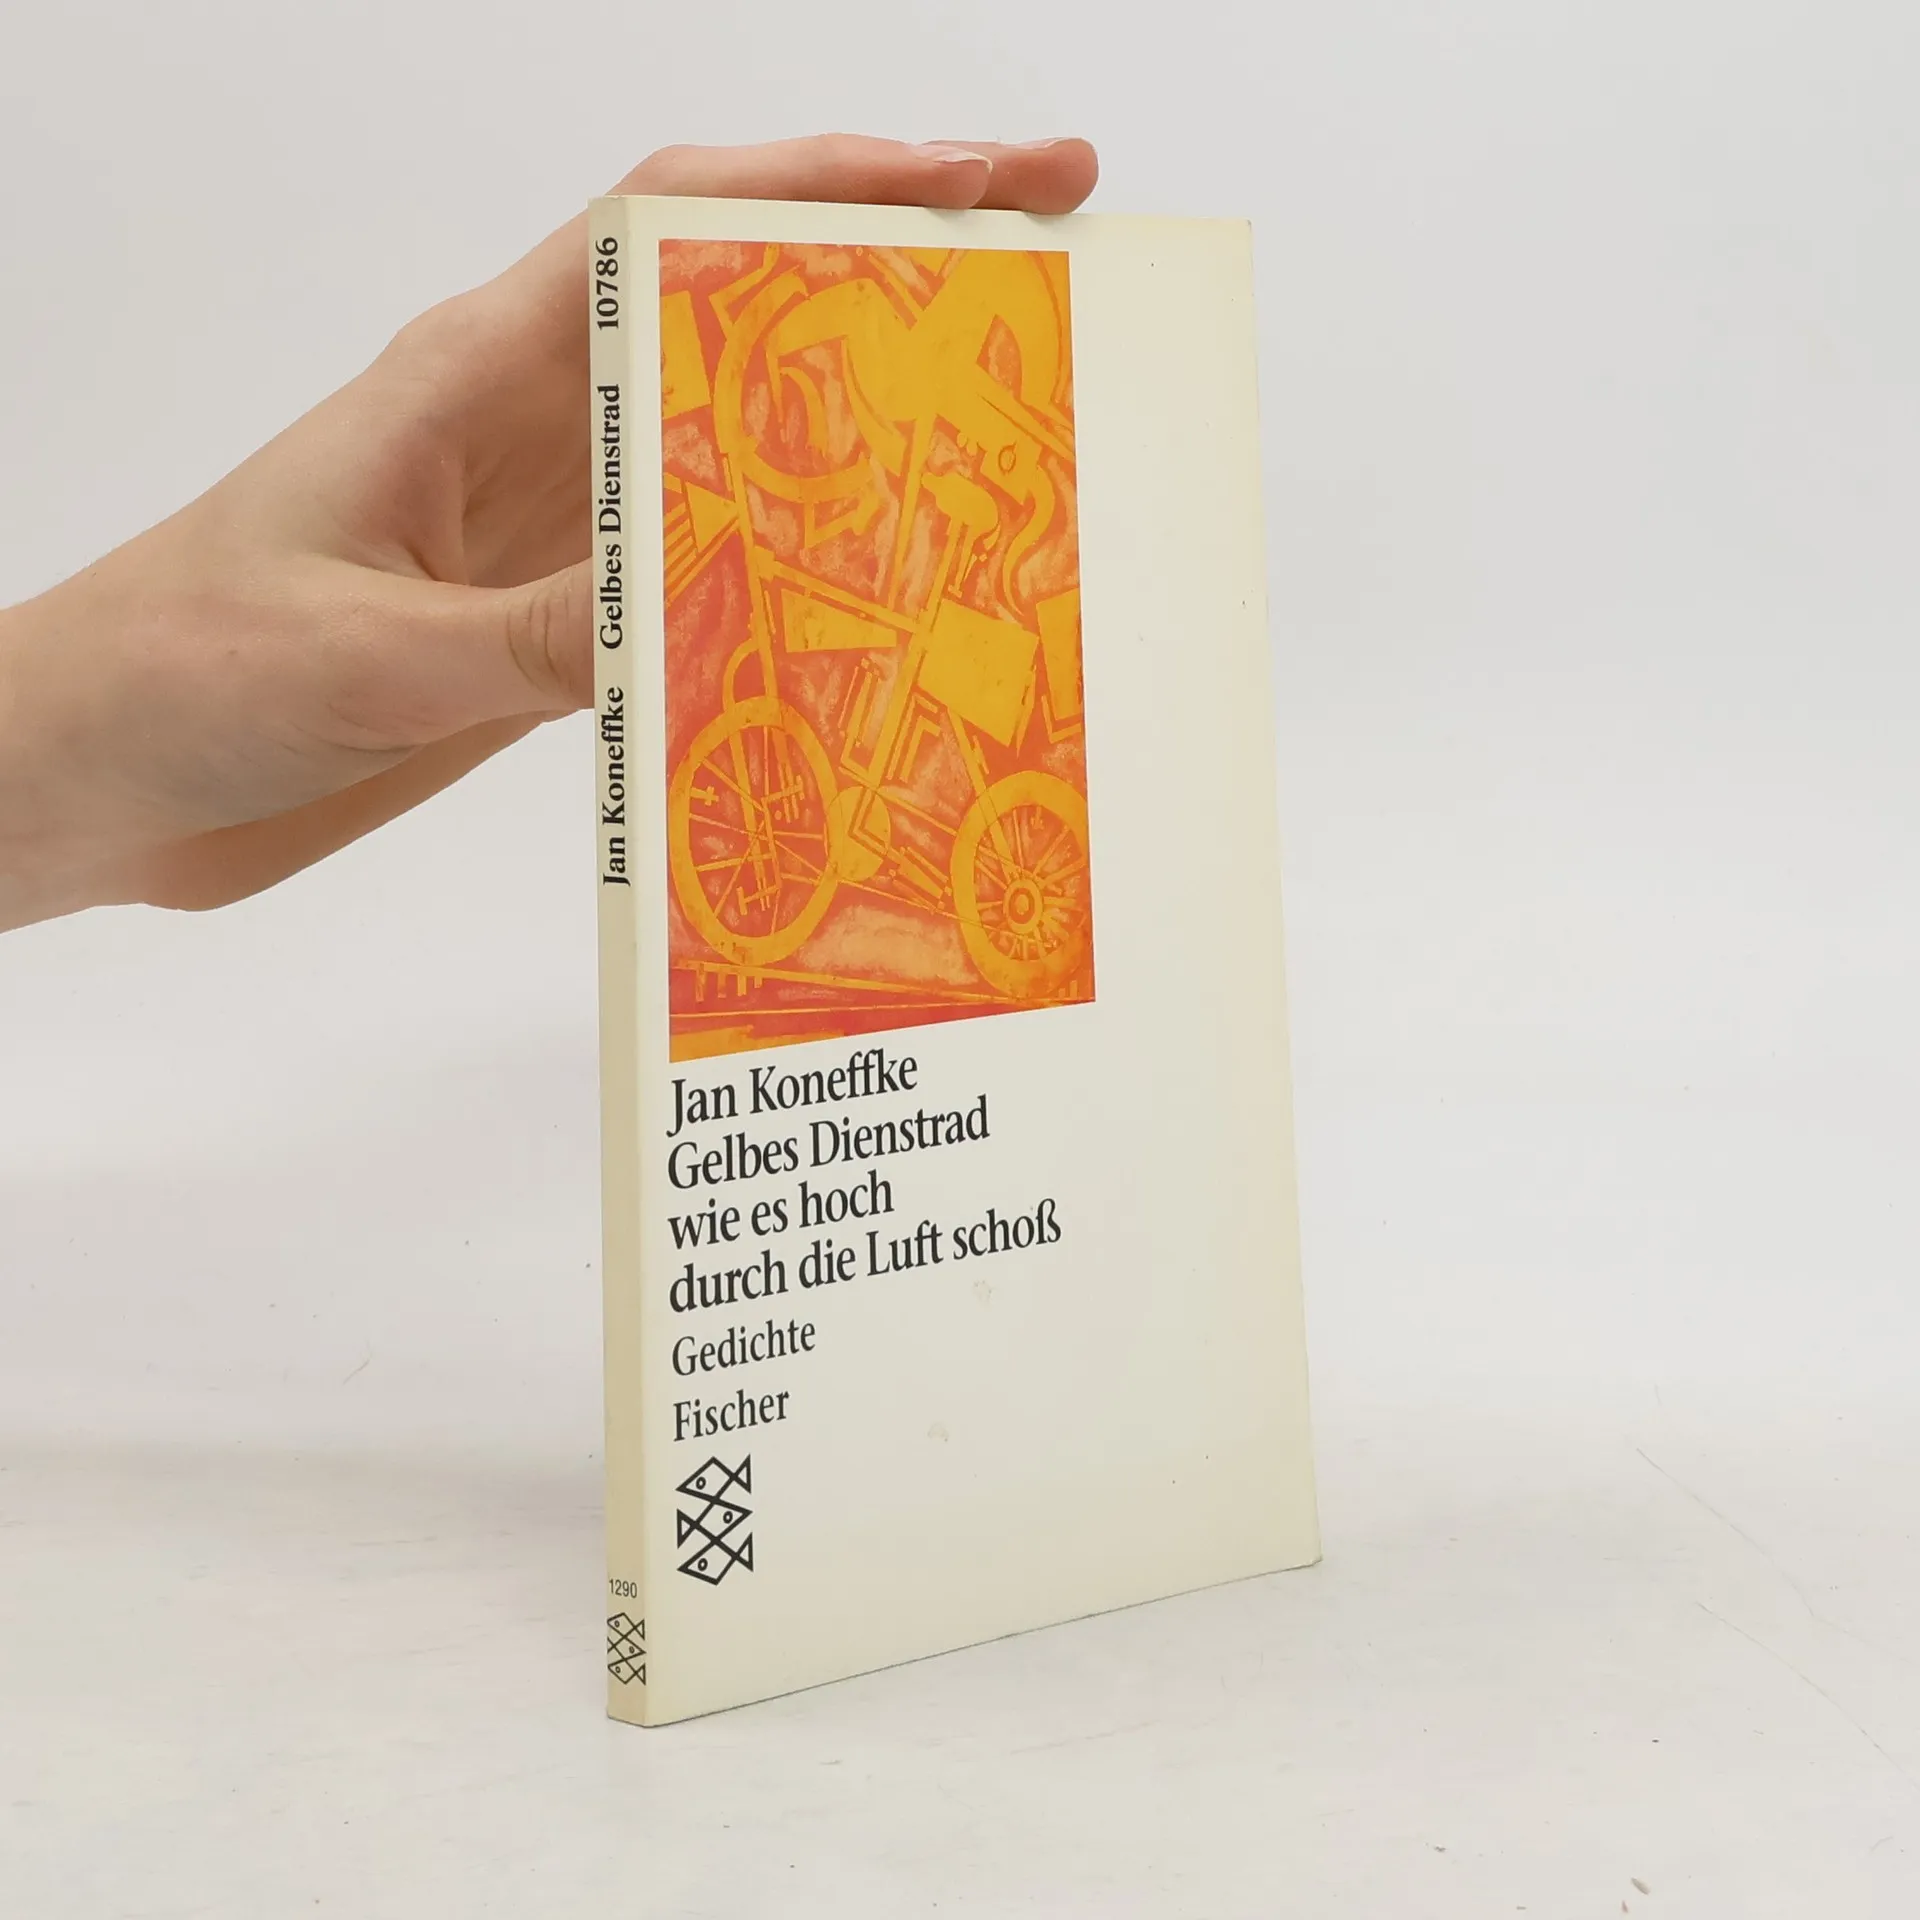 Jan Koneffke Gelbes Dienstrad 10786
1290
Jan Koneffke
Gelbes Dienstrad
wie es hoch
durch die Luft schoß
Gedichte
Fischer